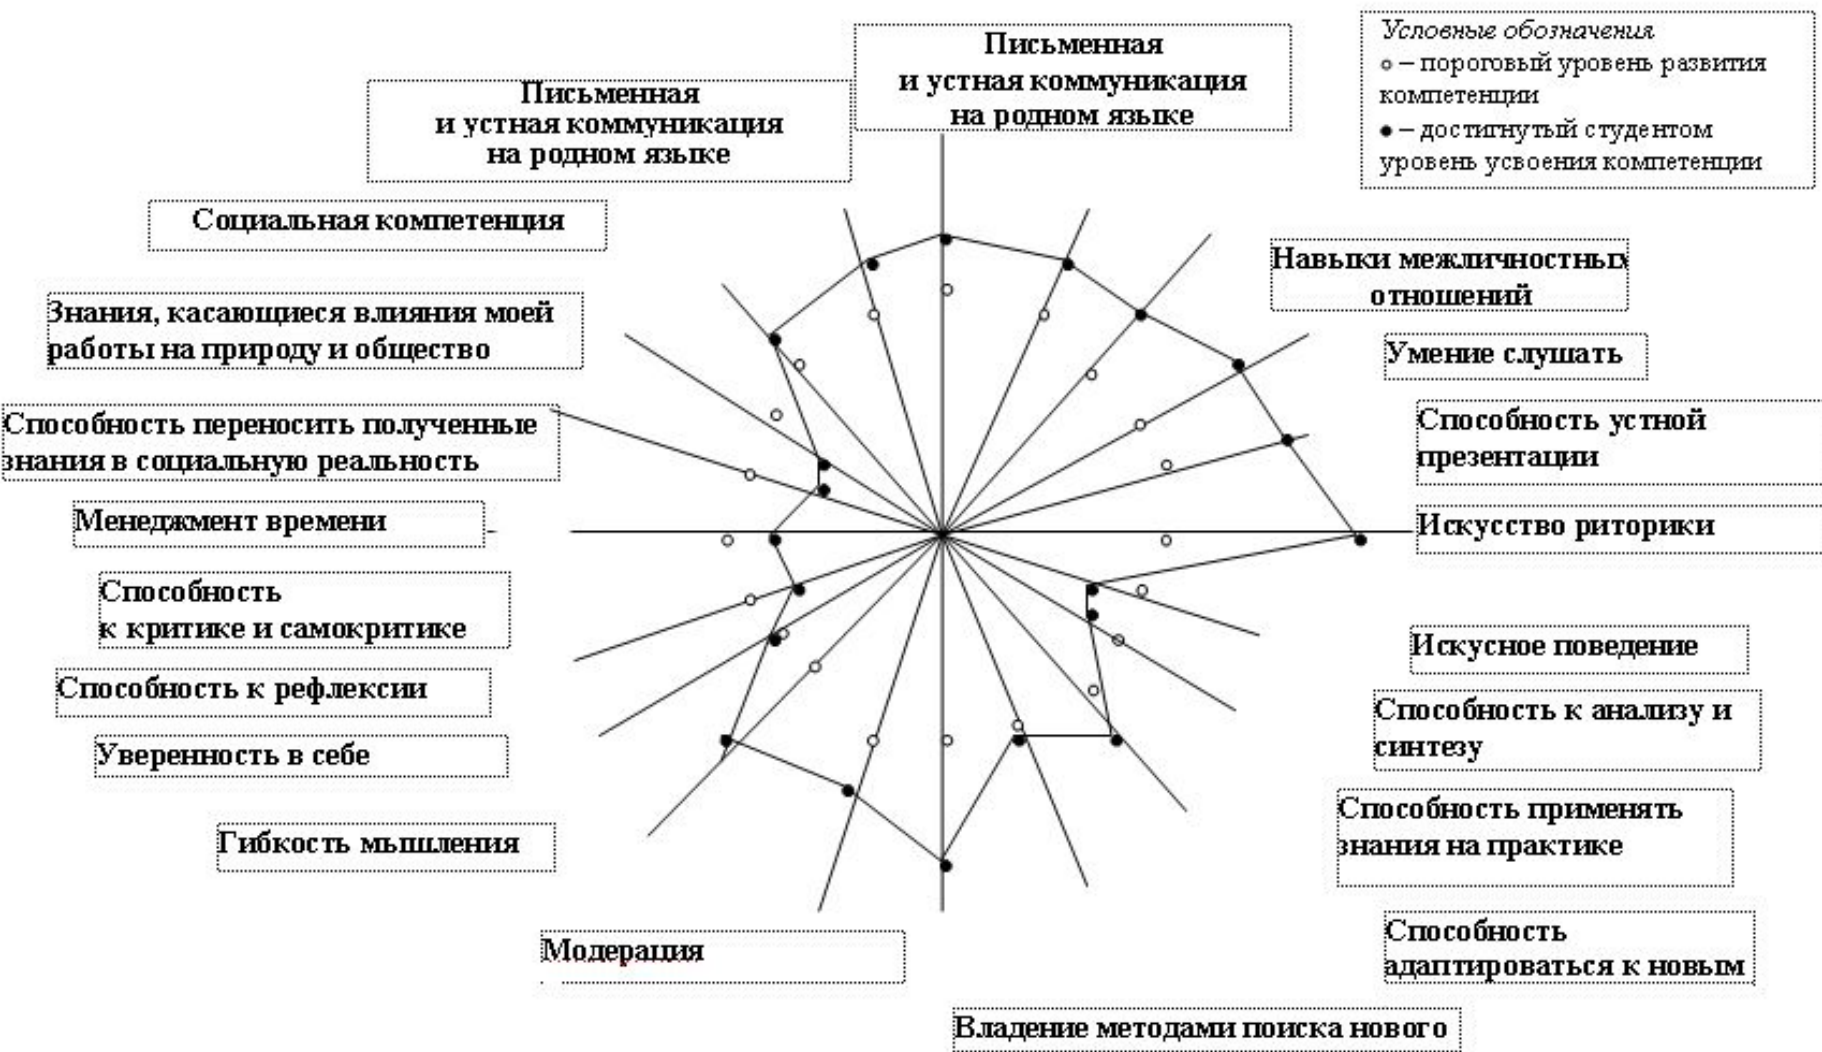 Письменная
и устная коммуникация
на родном языке
Условные обозначения
○ – пороговый уровень развития
компетенции
● – достигнутый студентом
уровень усвоения компетенции
Письменная
и устная коммуникация
на родном языке
Социальная компетенция
Знания, касающиеся влияния моей
работы на природу и общество
Способность переносить полученные
знания в социальную реальность
Менеджмент времени
Способность
к критике и самокритике
Способность к рефлексии
Уверенность в себе
Гибкость мышления
Модерация
Навыки межличностных
отношений
Умение слушать
Способность устной
презентации
Искусство риторики
Искусное поведение
Способность к анализу и
синтезу
Способность применять
знания на практике
Способность
адаптироваться к новым
Владение методами поиска нового